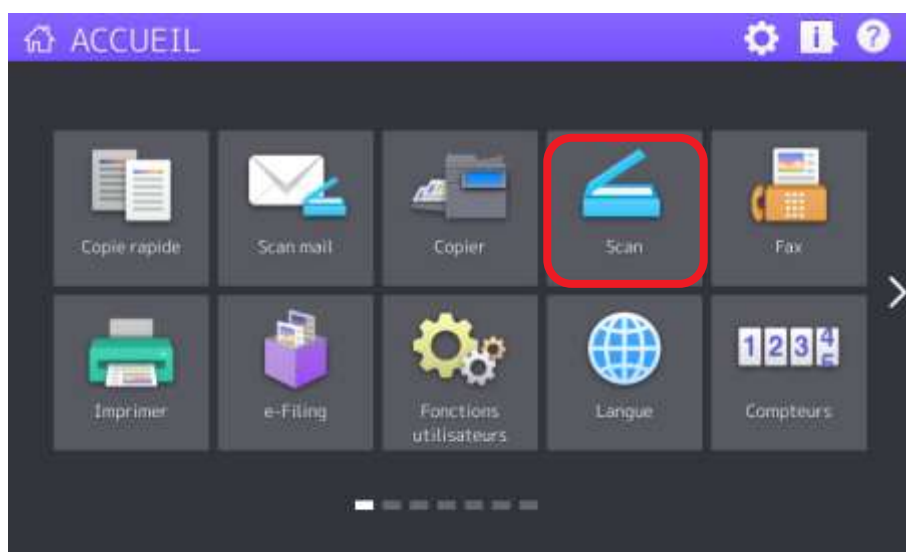 ACCUEIL
Copie rapide
Scan mail
Copier
Scan
Fax
Imprimer
e-Filing
Fonctions
utilisateurs
Langue
Compteurs